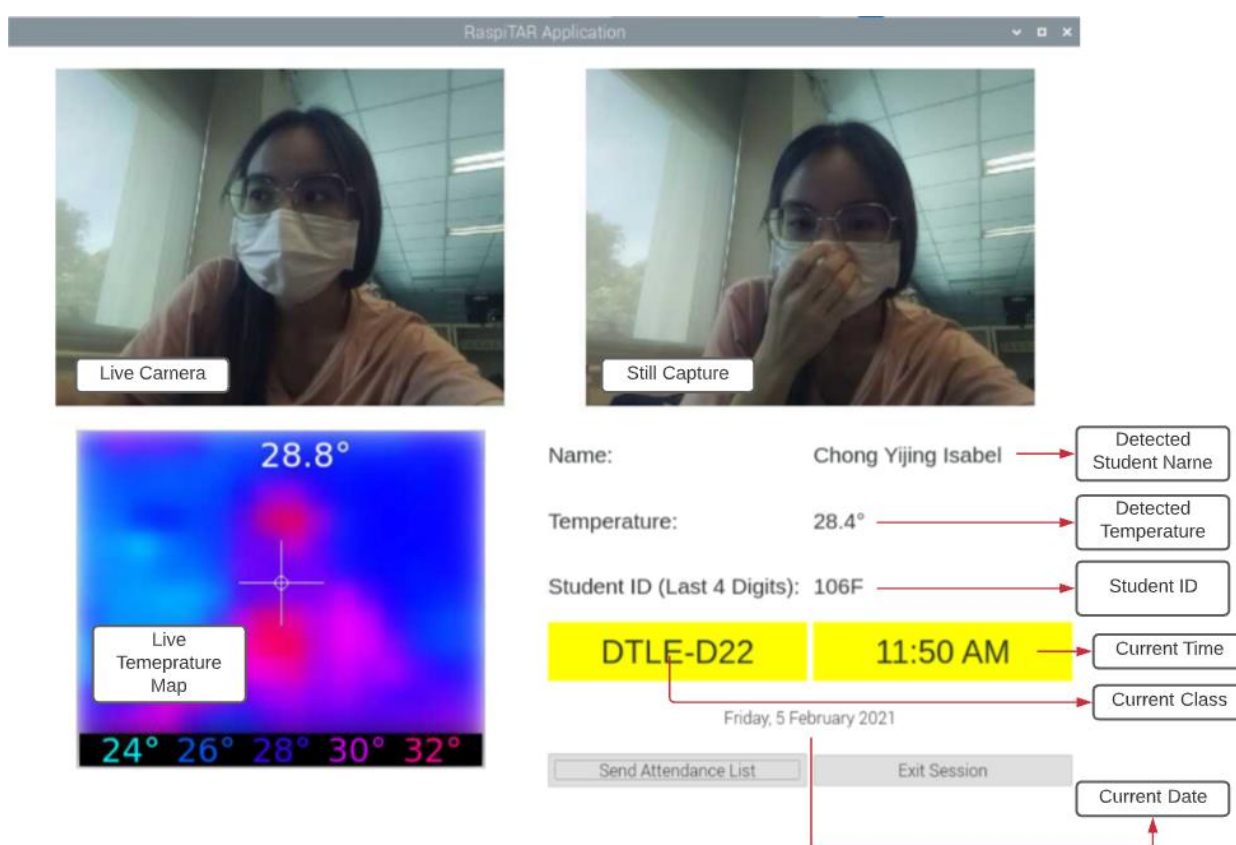 RaspiTAR Application
Live Camera
Still Capture
28.8°
Live
Temeprature
Map
24° 26° 28° 30° 32°
Name: Chong Yijing Isabel
Detected
Student Name
Temperature: 28.4°
Detected
Temperature
Student ID (Last 4 Digits): 106F
Student ID
DTLE-D22 11:50 AM
Current Time
Current Class
Friday, 5 February 2021
Send Attendance List Exit Session
Current Date